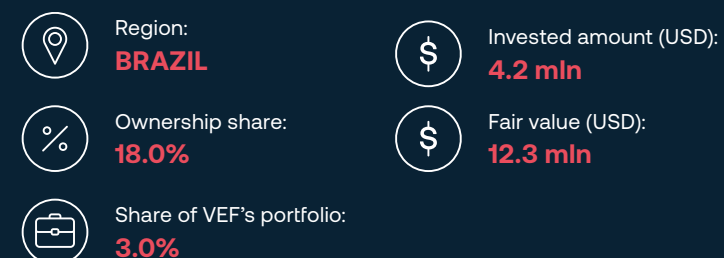 Region:
BRAZIL
Ownership share:
18.0%
Share of VEF's portfolio:
3.0%
Invested amount (USD):
4.2 mln
Fair value (USD):
12.3 mln